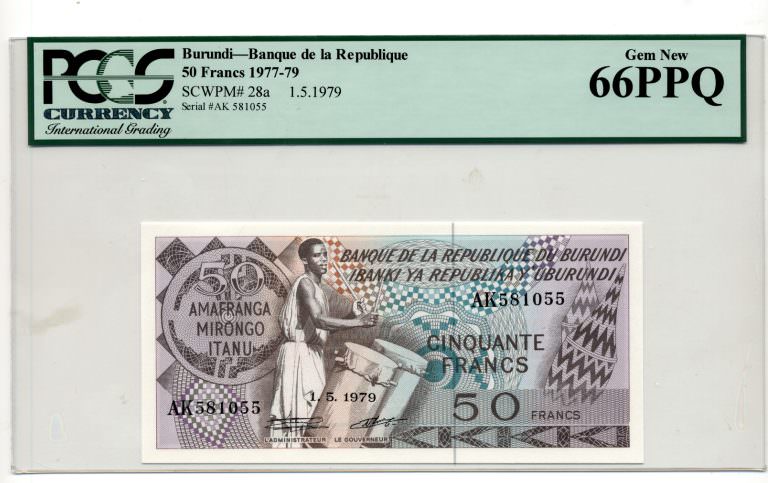 PCGS
CURRENCY
International Grading
Burundi—Banque de la Republique
50 Francs 1977-79
SCWPM# 28a 1.5.1979
Serial #AK 581055
Gem New
66PPQ
BANQUE DE LA REPUBLIQUE DU BURUNDI
IBANKI YA REPUBLIKA Y'UBURUNDI
50
AMAFRANGA
MIRONGO
ITANU
AK581055
CINQUANTE
FRANCS
1. 5. 1979
AK581055
50 FRANCS
L'ADMINISTRATEUR LE GOUVERNEUR